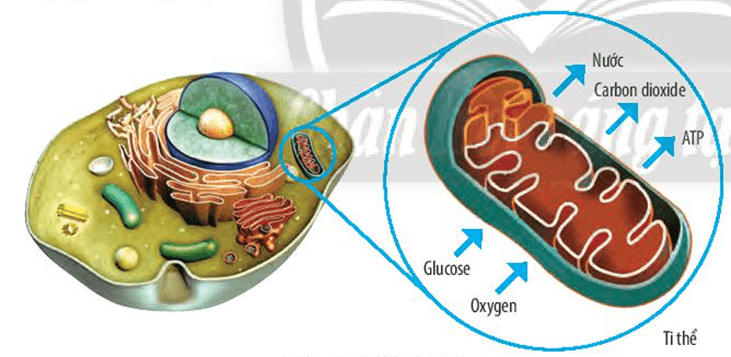 Nước
Carbon dioxide
ATP
Glucose
Oxygen
Ti thể